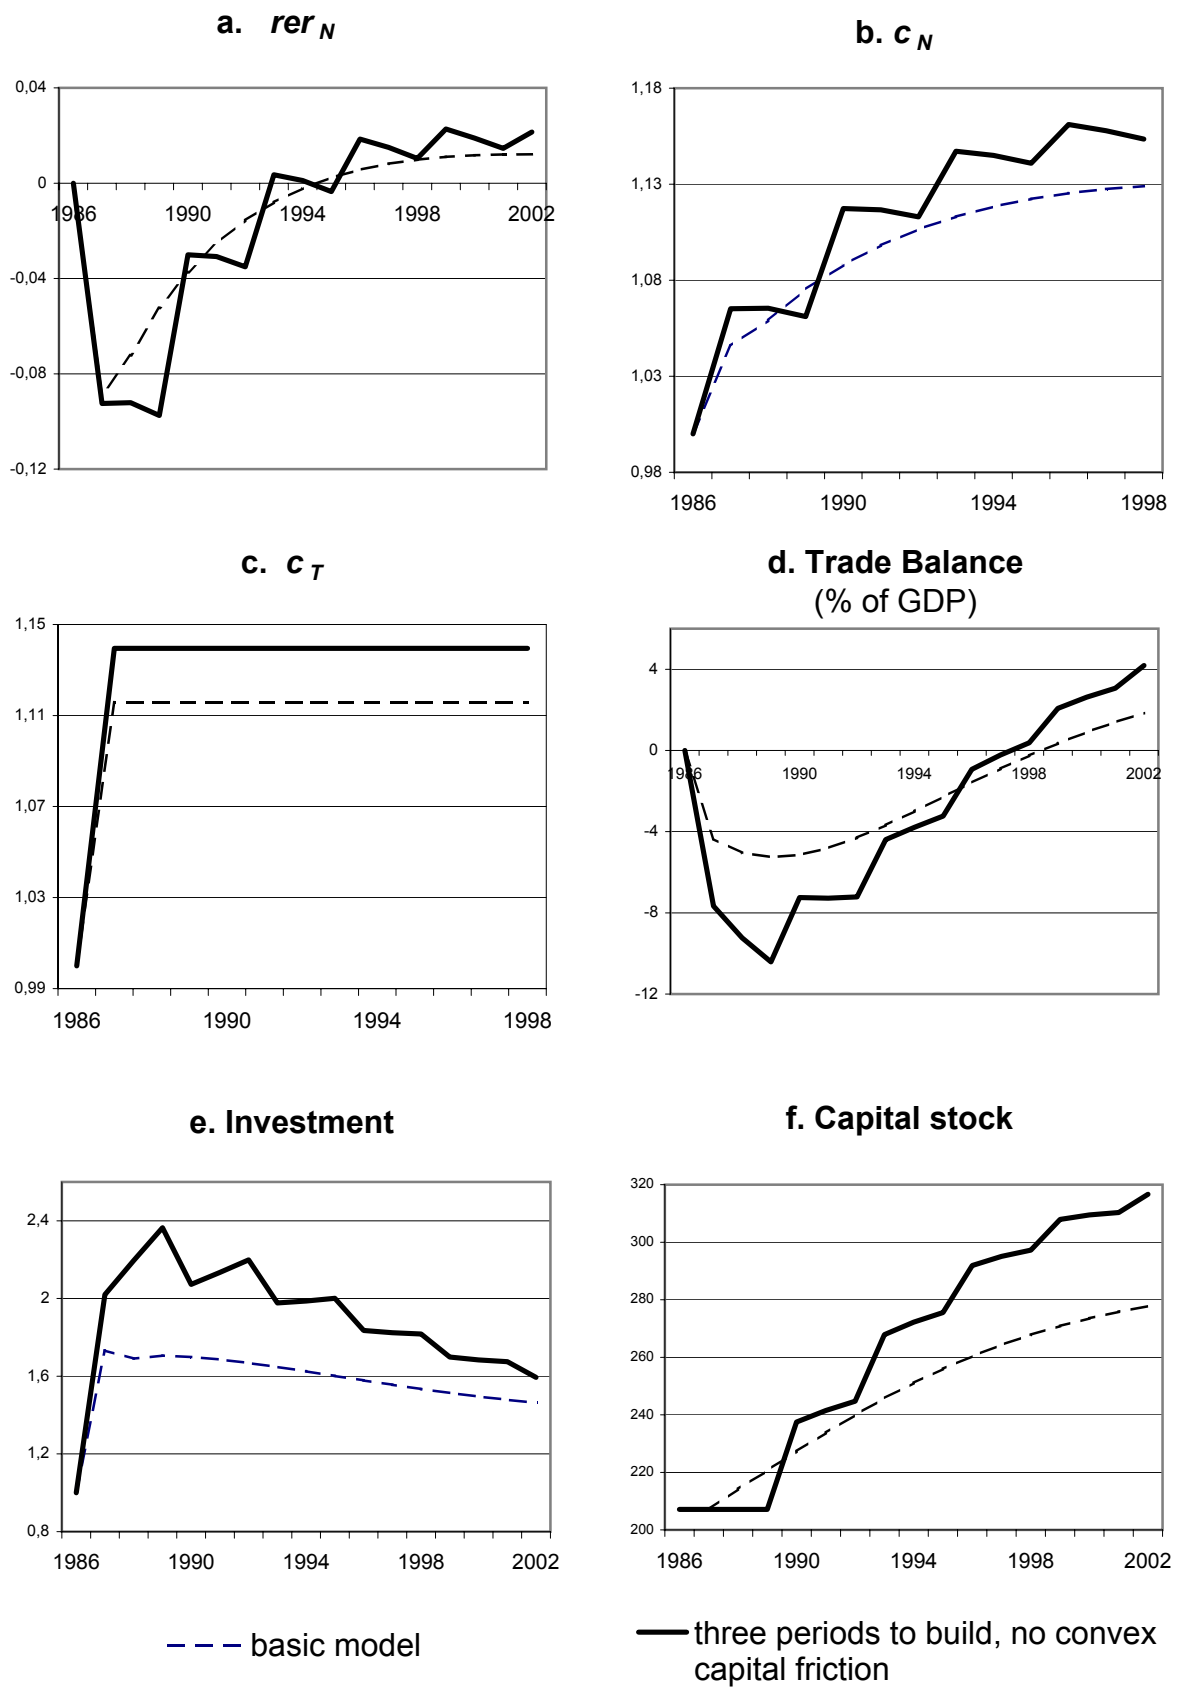 a. rer N
0,04
0
-0,04
-0,08
-0,12
1986 1990 1994 1998 2002
b. c N
1,18
1,13
1,08
1,03
0,98
1986 1990 1994 1998
c. c T
1,15
1,11
1,07
1,03
0,99
1986 1990 1994 1998
d. Trade Balance
(% of GDP)
4
0
-4
-8
-12
1986 1990 1994 1998 2002
e. Investment
2,4
2
1,6
1,2
0,8
1986 1990 1994 1998 2002
f. Capital stock
320
300
280
260
240
220
200
1986 1990 1994 1998 2002
basic model
three periods to build, no convex
capital friction